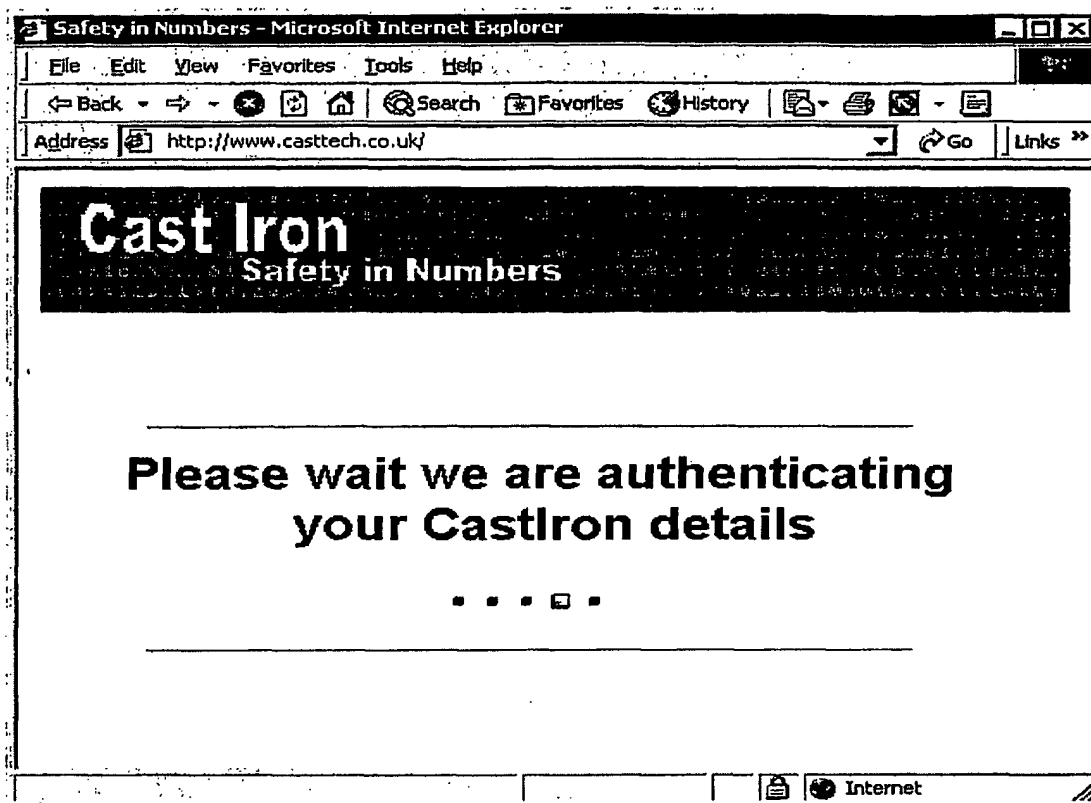 Safety in Numbers - Microsoft Internet Explorer
File Edit View Favorites Tools Help
Back Search Favorites History
Address http://www.casttech.co.uk/ Go Links »
Cast Iron
Safety in Numbers
Please wait we are authenticating
your CastIron details
Internet